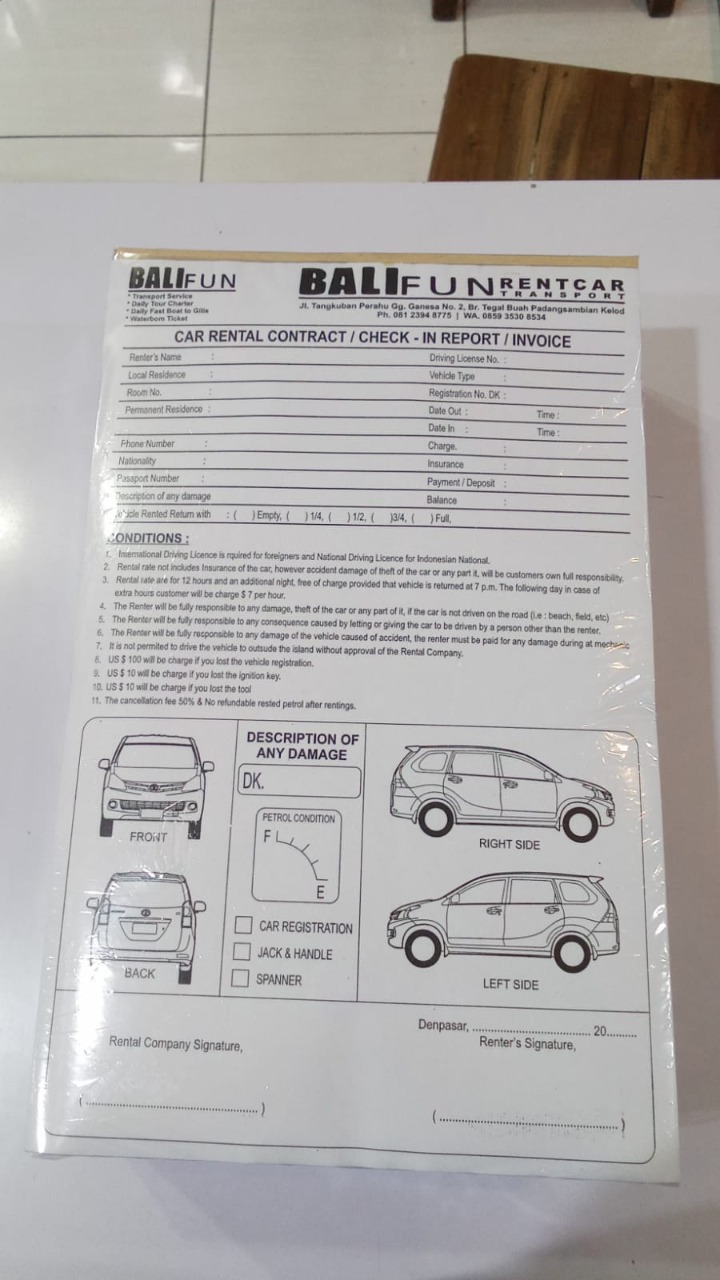 BALIFUN
* Transport Service
* Daily Tour Charter
* Daily Fast Boat to Gilis
* Waterbom Ticket
BALIFUN RENTCAR
TRANSPORT
Jl. Tangkuban Perahu Gg. Ganesa No. 2, Br. Tegal Buah Padangsambian Kelod
Ph. 081 2394 8775 | WA. 0859 3530 8534
CAR RENTAL CONTRACT / CHECK - IN REPORT / INVOICE
Renter's Name : Driving License No. :
Local Residence : Vehicle Type :
Room No. : Registration No. DK :
Permanent Residence : Date Out : Time :
Date In : Time :
Phone Number : Charge. :
Nationality : Insurance :
Passport Number : Payment / Deposit :
Description of any damage Balance :
Vehicle Rented Return with : ( ) Empty, ( ) 1/4, ( ) 1/2, ( )3/4, ( ) Full,
CONDITIONS :
1. International Driving Licence is rquired for foreigners and National Driving Licence for Indonesian National.
2. Rental rate not includes Insurance of the car, however accident damage of theft of the car or any part it, will be customers own full responsibility.
3. Rental rate are for 12 hours and an additional night, free of charge provided that vehicle is returned at 7 p.m. The following day in case of
extra hours customer will be charge $ 7 per hour.
4. The Renter will be fully responsible to any damage, theft of the car or any part of it, if the car is not driven on the road (i.e : beach, field, etc)
5. The Renter will be fully responsible to any consequence caused by letting or giving the car to be driven by a person other than the renter.
6. The Renter will be fully responsible to any damage of the vehicle caused of accident, the renter must be paid for any damage during at mechanic
7. It is not permited to drive the vehicle to outsude the island without approval of the Rental Company.
8. US $ 100 will be charge if you lost the vehicle registration.
9. US $ 10 will be charge if you lost the ignition key.
10. US $ 10 will be charge if you lost the tool
11. The cancellation fee 50% & No refundable rested petrol after rentings.
FRONT
BACK
DESCRIPTION OF
ANY DAMAGE
DK.
PETROL CONDITION
F
E
CAR REGISTRATION
JACK & HANDLE
SPANNER
RIGHT SIDE
LEFT SIDE
Denpasar, .................................... 20.........
Rental Company Signature, Renter's Signature,
(....................................................) (......................................................)